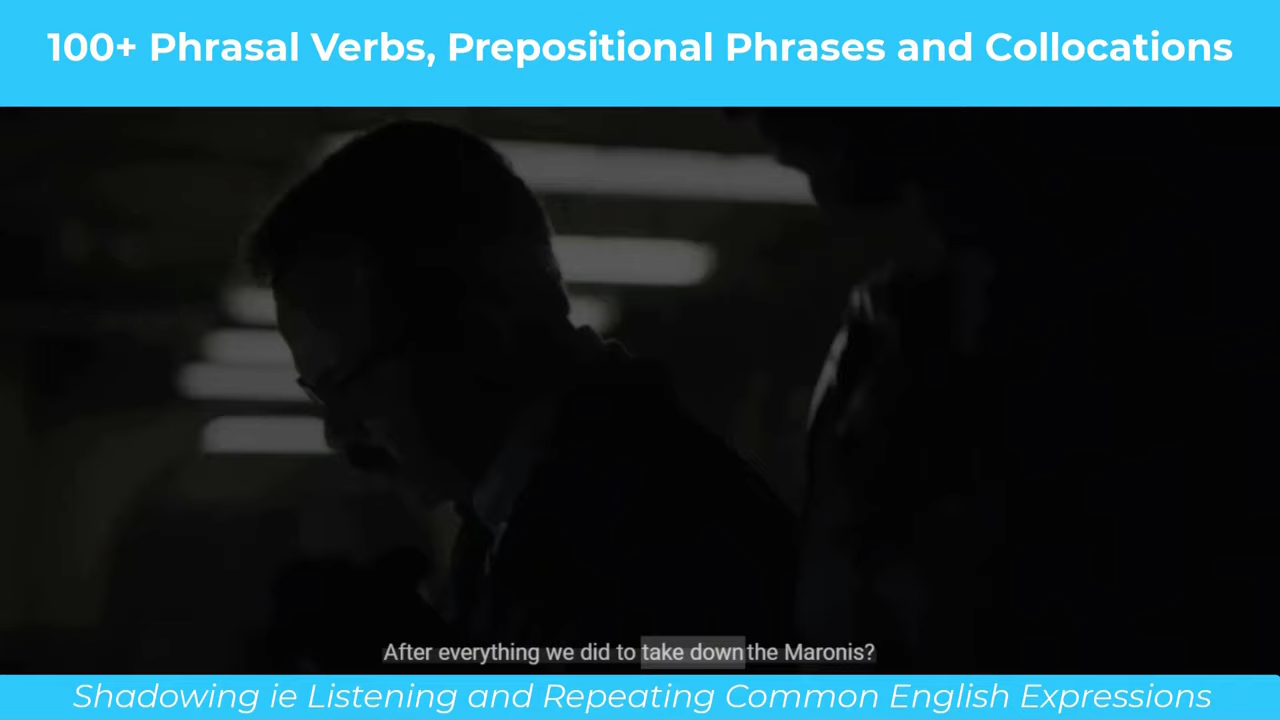 100+ Phrasal Verbs, Prepositional Phrases and Collocations
After everything we did to take down the Maronis?
Shadowing ie Listening and Repeating Common English Expressions